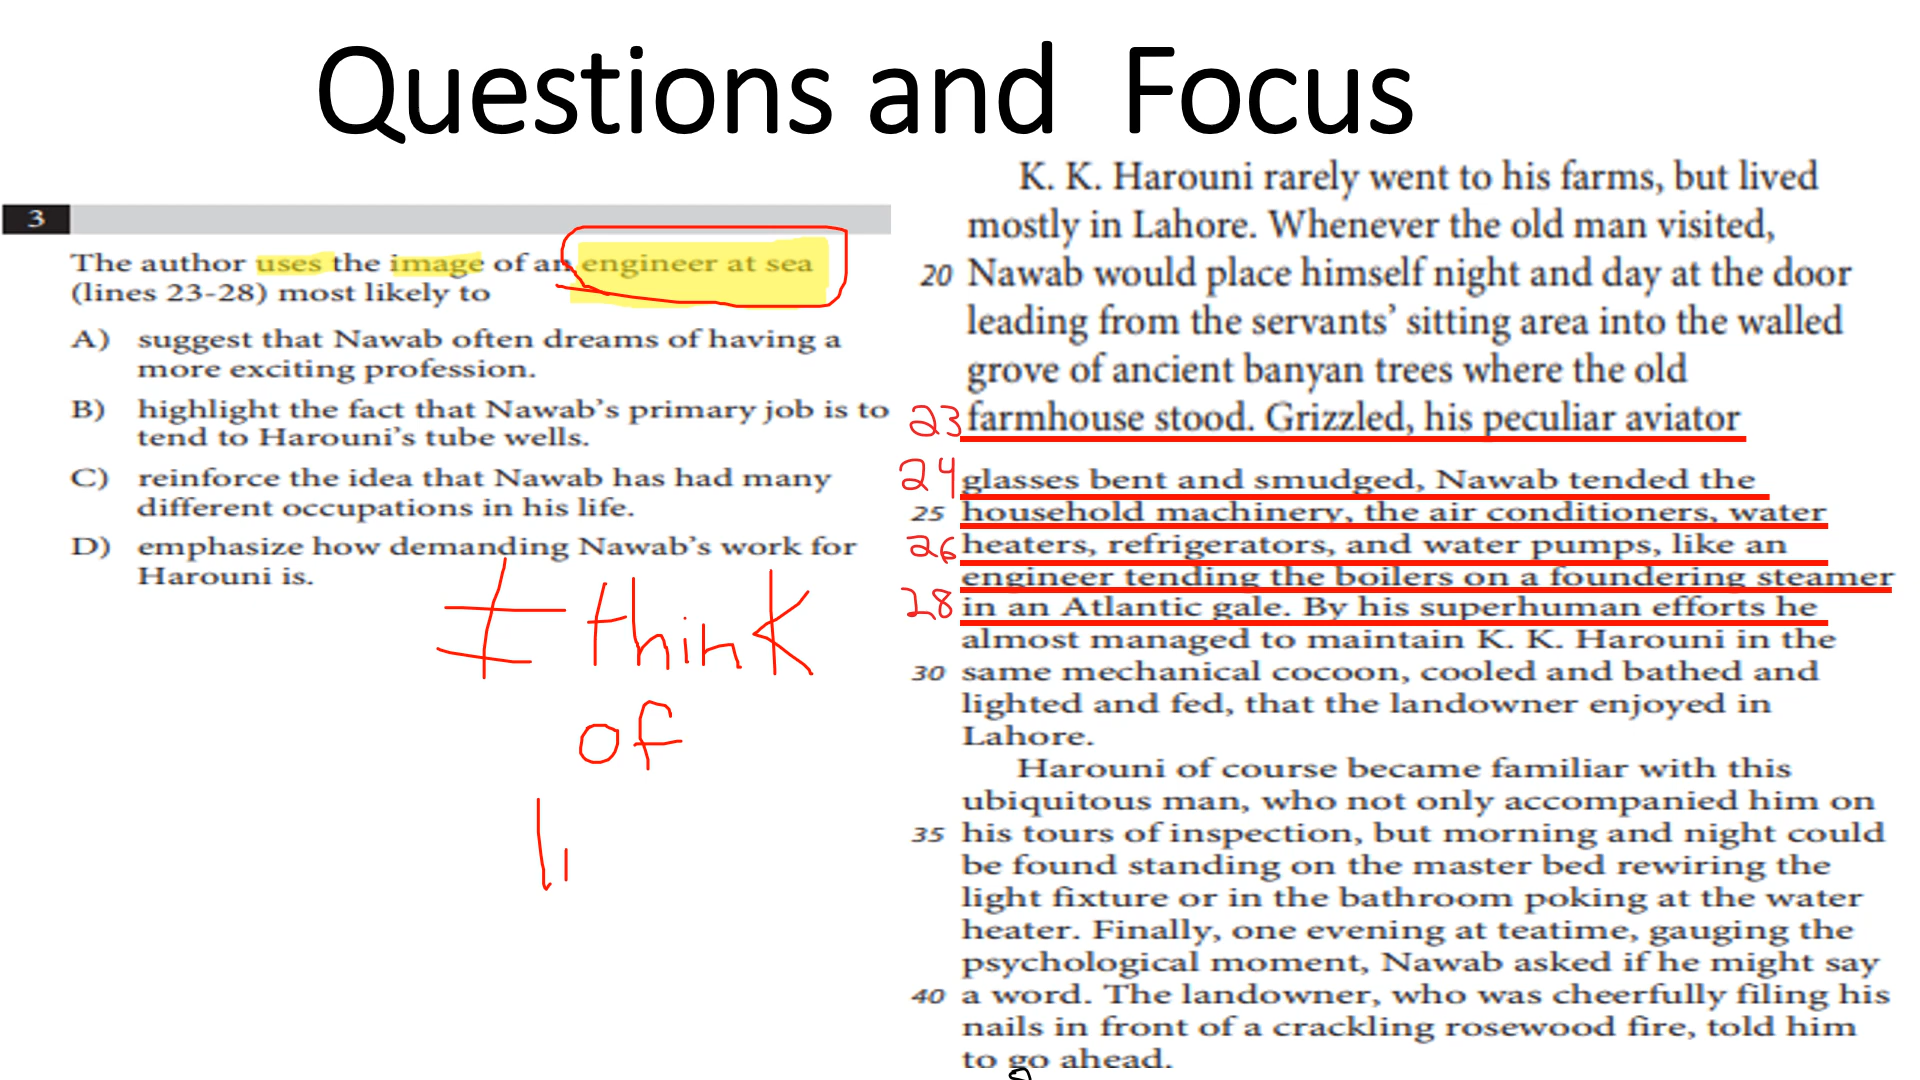 Questions and Focus
3
The author uses the image of an engineer at sea
(lines 23-28) most likely to
A) suggest that Nawab often dreams of having a
more exciting profession.
B) highlight the fact that Nawab's primary job is to
tend to Harouni's tube wells.
C) reinforce the idea that Nawab has had many
different occupations in his life.
D) emphasize how demanding Nawab's work for
Harouni is.
I think
of
K. K. Harouni rarely went to his farms, but lived
mostly in Lahore. Whenever the old man visited,
20 Nawab would place himself night and day at the door
leading from the servants' sitting area into the walled
grove of ancient banyan trees where the old
23 farmhouse stood. Grizzled, his peculiar aviator
24 glasses bent and smudged, Nawab tended the
25 household machinery, the air conditioners, water
26 heaters, refrigerators, and water pumps, like an
engineer tending the boilers on a foundering steamer
28 in an Atlantic gale. By his superhuman efforts he
almost managed to maintain K. K. Harouni in the
30 same mechanical cocoon, cooled and bathed and
lighted and fed, that the landowner enjoyed in
Lahore.
Harouni of course became familiar with this
ubiquitous man, who not only accompanied him on
35 his tours of inspection, but morning and night could
be found standing on the master bed rewiring the
light fixture or in the bathroom poking at the water
heater. Finally, one evening at teatime, gauging the
psychological moment, Nawab asked if he might say
40 a word. The landowner, who was cheerfully filing his
nails in front of a crackling rosewood fire, told him
to go ahead.